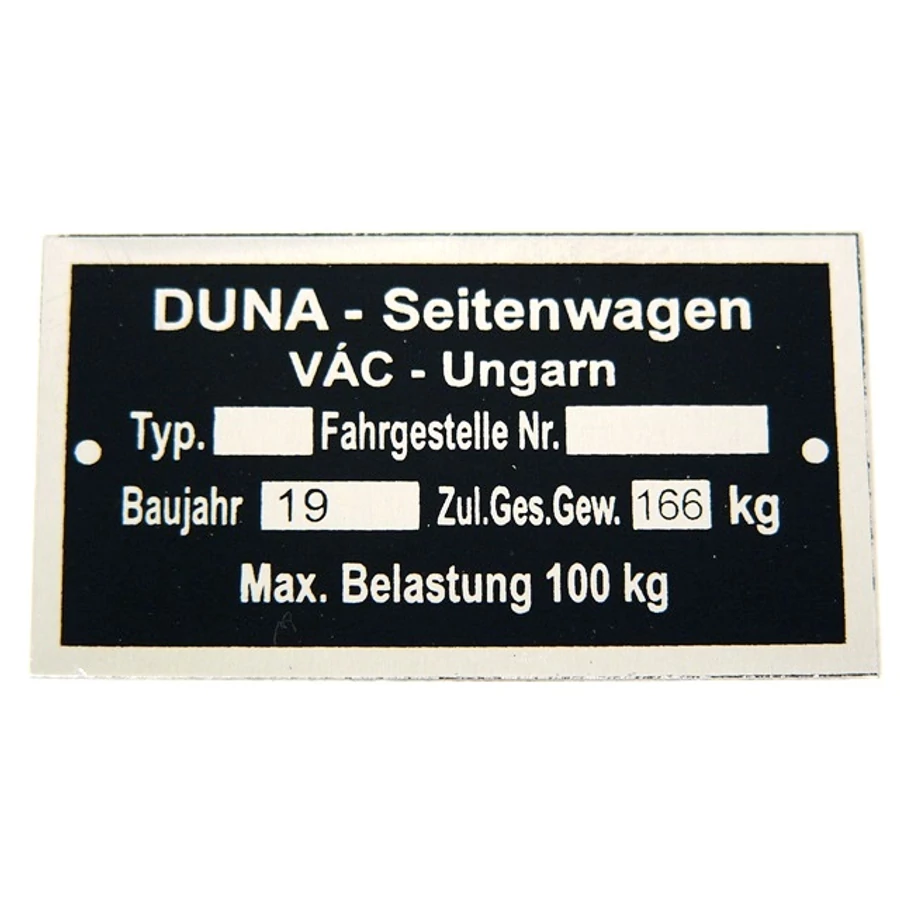 DUNA - Seitenwagen
VÁC - Ungarn
Typ. Fahrgestelle Nr.
Baujahr 19 Zul.Ges.Gew. 166 kg
Max. Belastung 100 kg